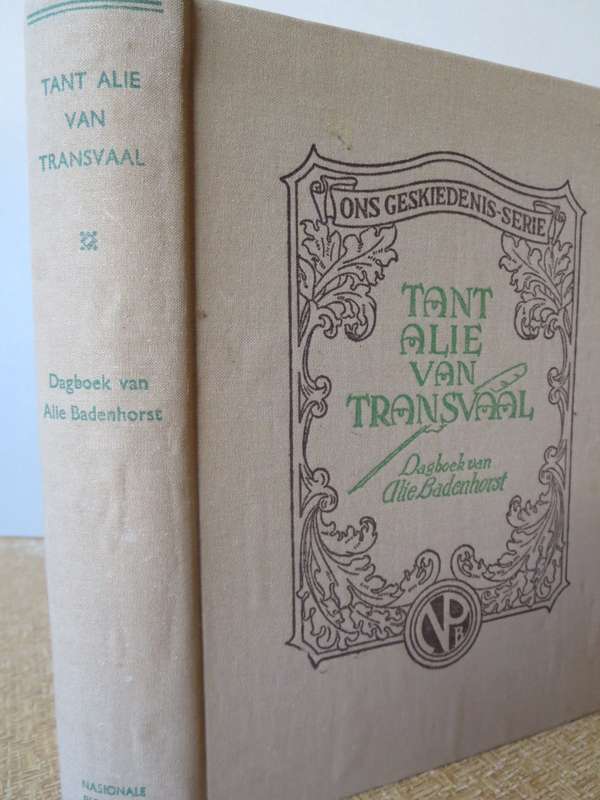 TANT ALIE
VAN
TRANSVAAL
Dagboek van
Alie Badenhorst
NASIONALE
ONS GESKIEDENIS-SERIE
TANT
ALIE
VAN
TRANSVAAL
Dagboek van
Alie Badenhorst
VPB